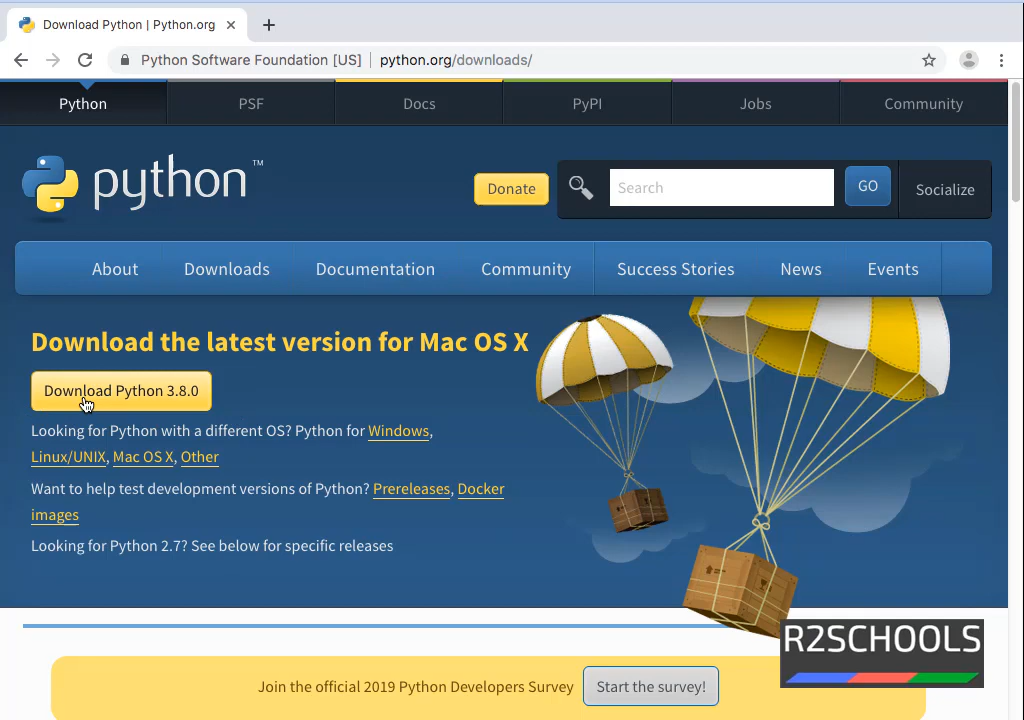 Download Python | Python.org
Python Software Foundation [US] | python.org/downloads/
Python PSF Docs PyPI Jobs Community
python™
Donate Search GO Socialize
About Downloads Documentation Community Success Stories News Events
Download the latest version for Mac OS X
Download Python 3.8.0
Looking for Python with a different OS? Python for Windows,
Linux/UNIX, Mac OS X, Other
Want to help test development versions of Python? Prereleases, Docker
images
Looking for Python 2.7? See below for specific releases
R2SCHOOLS
Join the official 2019 Python Developers Survey Start the survey!